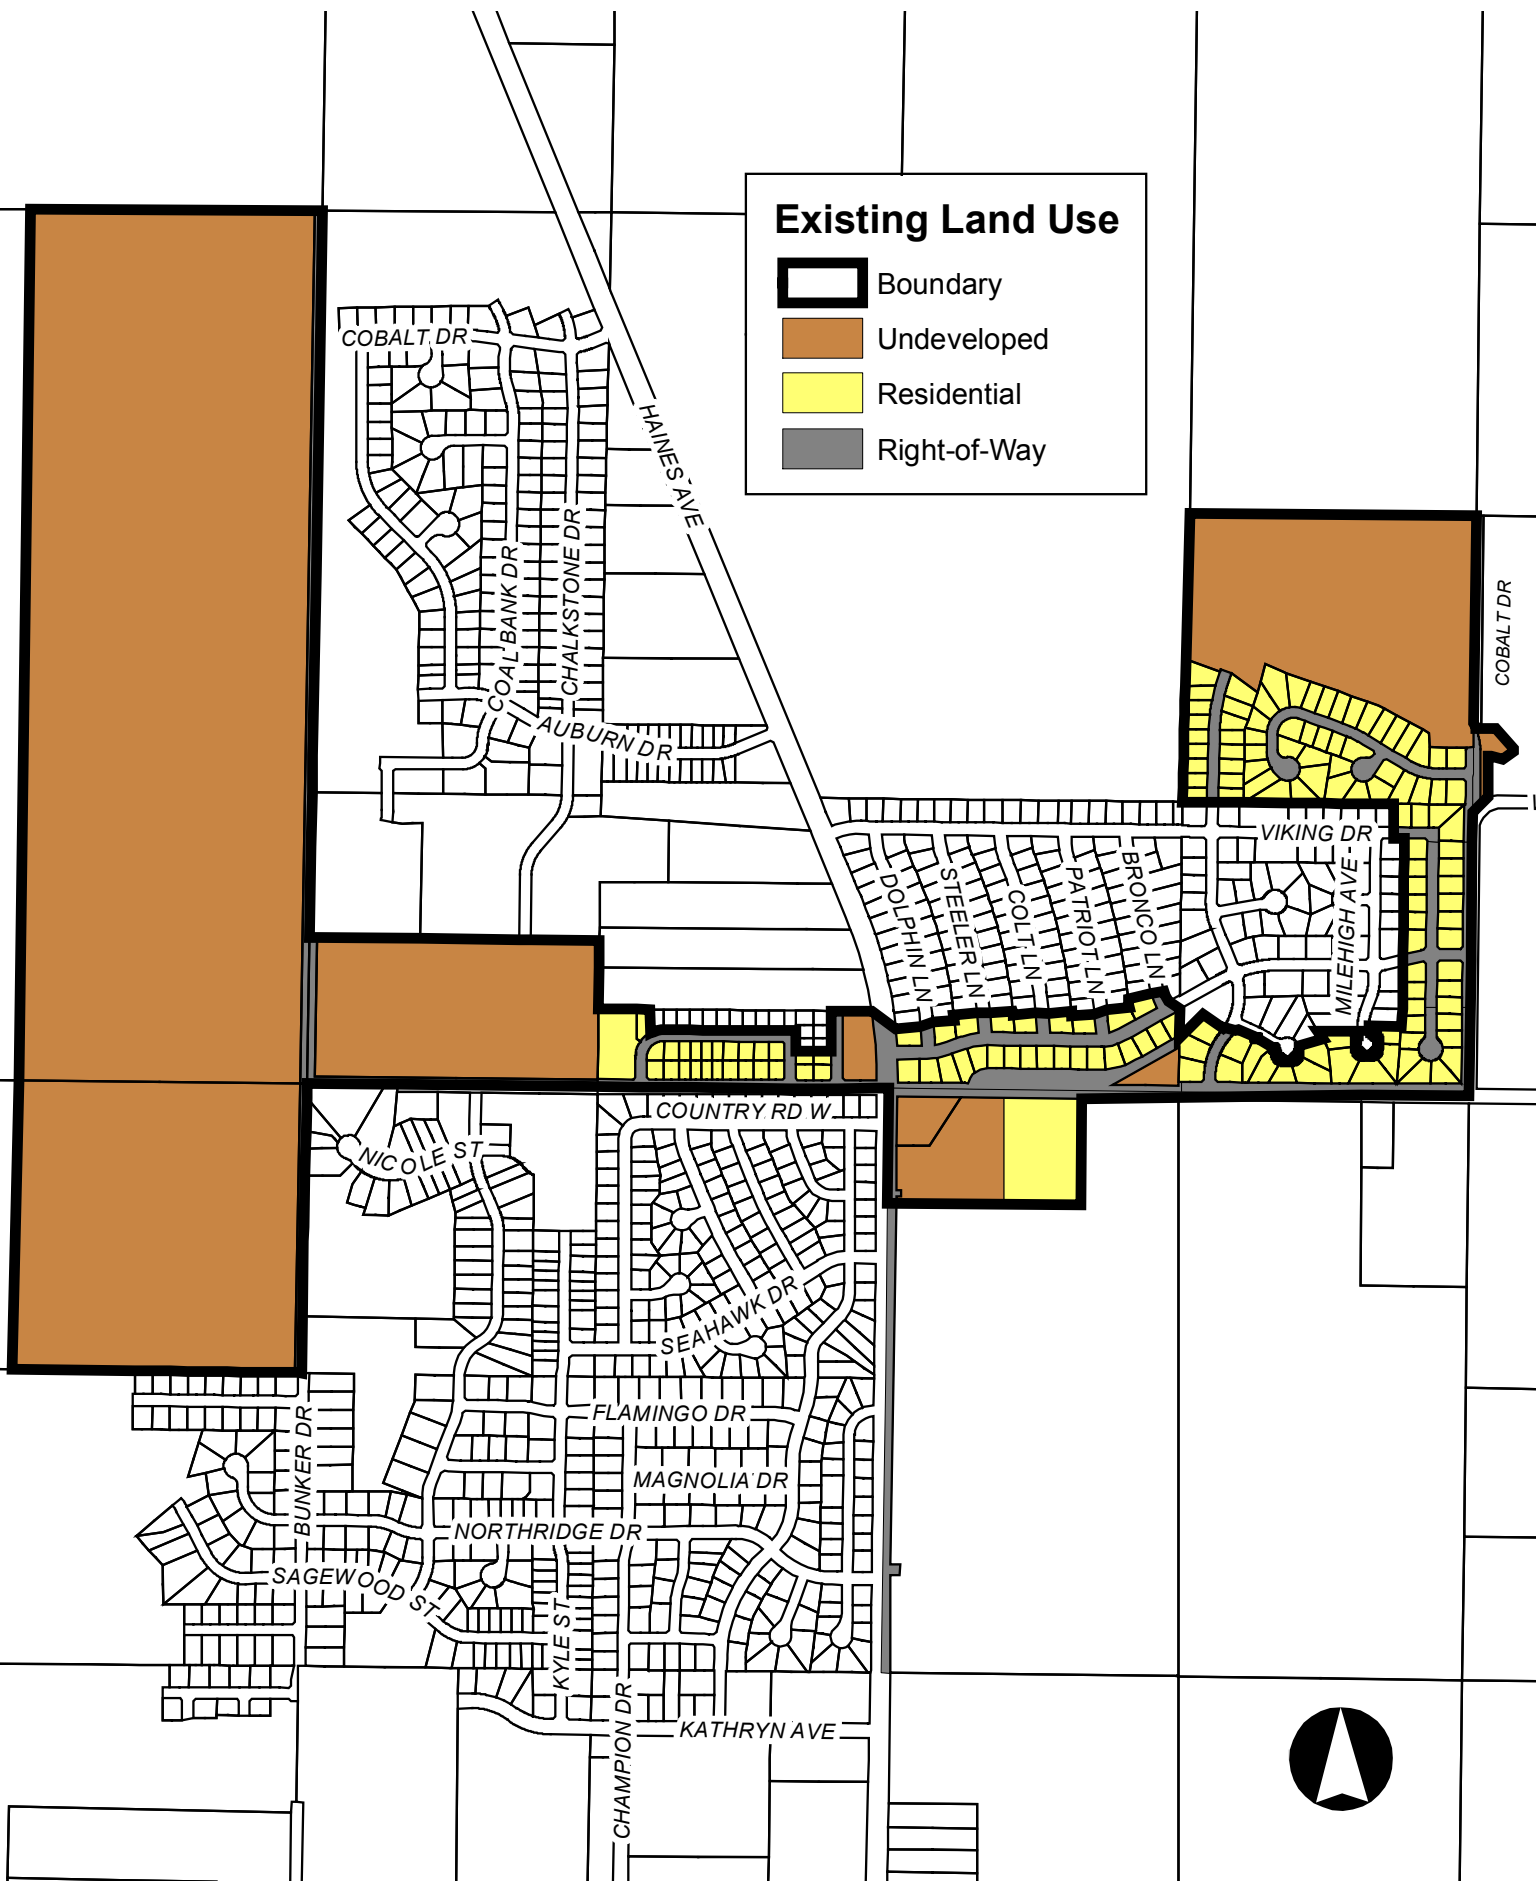 Existing Land Use
Boundary
Undeveloped
Residential
Right-of-Way
COBALT DR
HAINES AVE
COAL BANK DR
CHALKSTONE DR
AUBURN DR
COBALT DR
VIKING DR
DOLPHIN LN
STEELER LN
COLT LN
PATRIOT LN
BRONCO LN
MILEHIGH AVE
COUNTRY RD W
NICOLE ST
SEAHAWK DR
FLAMINGO DR
BUNKER DR
MAGNOLIA DR
NORTHRIDGE DR
SAGEWOOD ST
KYLE ST
CHAMPION DR
KATHRYN AVE